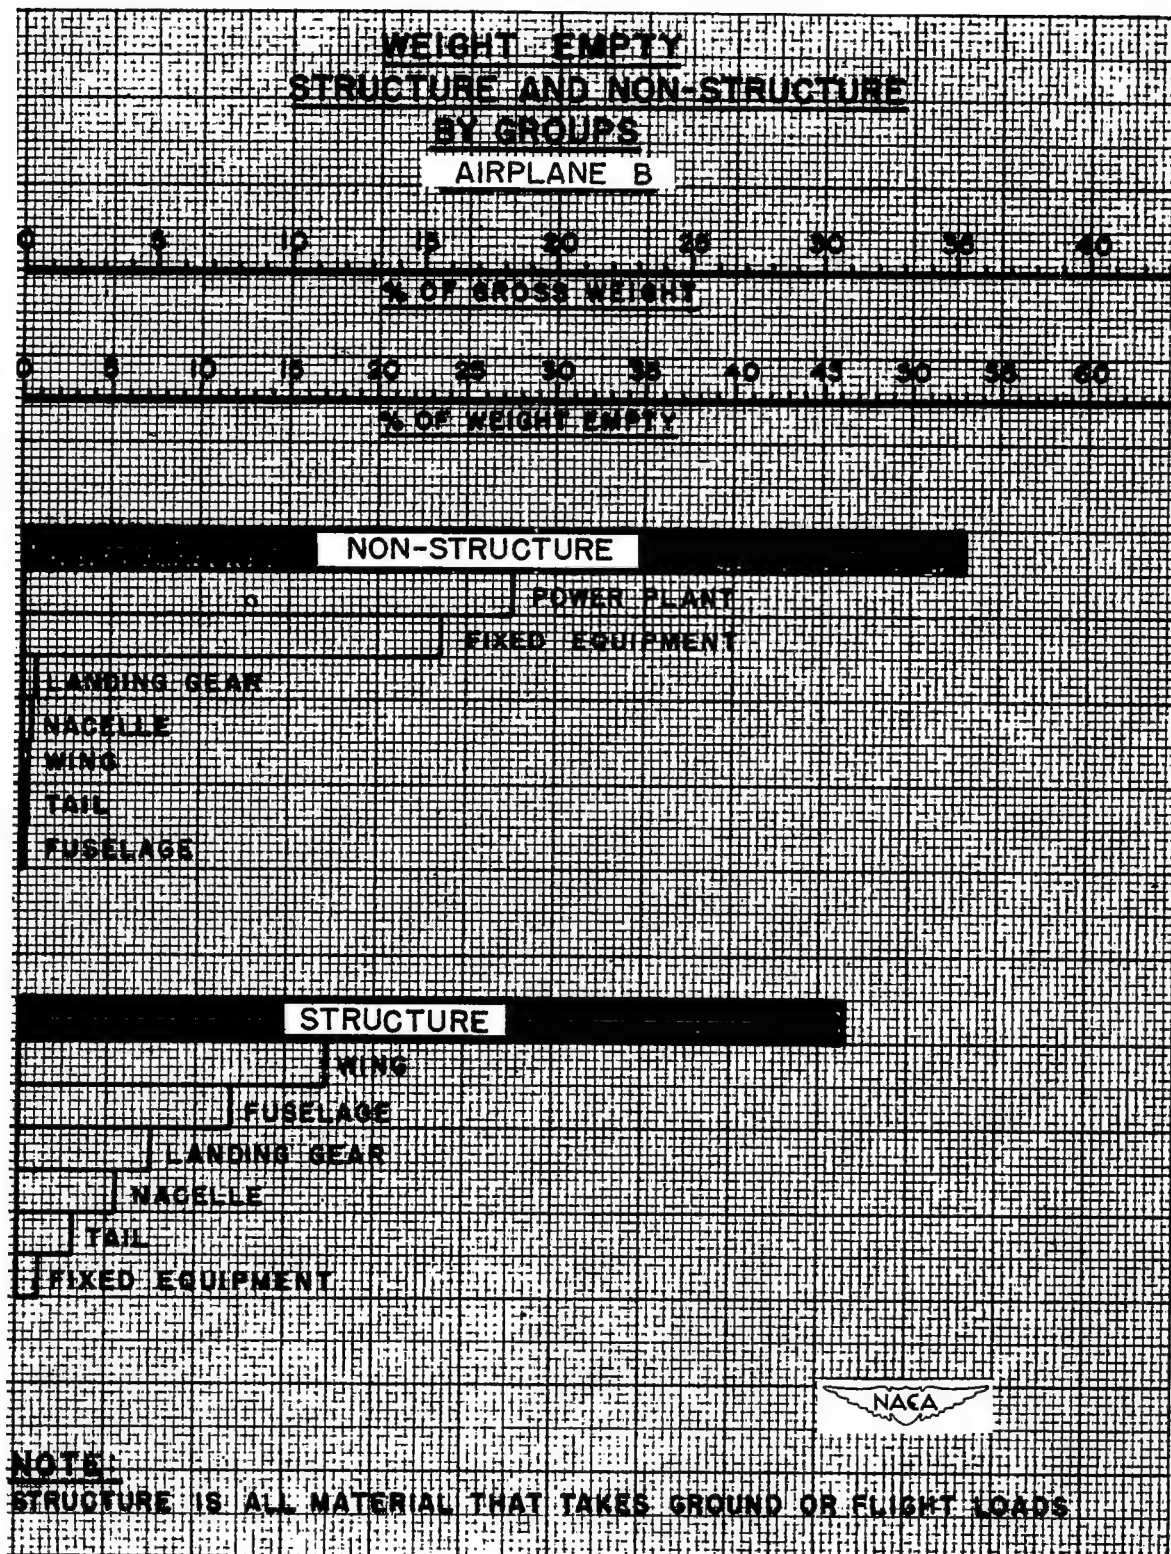 WEIGHT EMPTY
STRUCTURE AND NON-STRUCTURE
BY GROUPS
AIRPLANE B
0 5 10 15 20 25 30 35 40
% OF GROSS WEIGHT
0 5 10 15 20 25 30 35 40 45 50 55 60
% OF WEIGHT EMPTY
NON-STRUCTURE
POWER PLANT
FIXED EQUIPMENT
LANDING GEAR
NACELLE
WING
TAIL
FUSELAGE
STRUCTURE
WING
FUSELAGE
LANDING GEAR
NACELLE
TAIL
FIXED EQUIPMENT
NACA
NOTE:
STRUCTURE IS ALL MATERIAL THAT TAKES GROUND OR FLIGHT LOADS